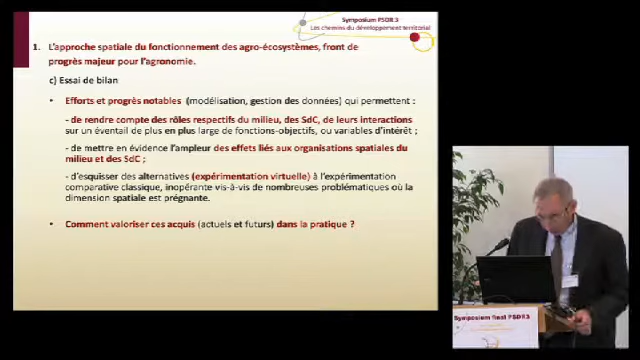 Symposium PSDR 3
Les chemins du développement territorial
1. L'approche spatiale du fonctionnement des agro-écosystèmes, front de
progrès majeur pour l'agronomie.
c) Essai de bilan
• Efforts et progrès notables (modélisation, gestion des données) qui permettent :
- de rendre compte des rôles respectifs du milieu, des SdC, de leurs interactions
sur un éventail de plus en plus large de fonctions-objectifs, ou variables d'intérêt ;
- de mettre en évidence l'ampleur des effets liés aux organisations spatiales du
milieu et des SdC ;
- d'esquisser des alternatives (expérimentation virtuelle) à l'expérimentation
comparative classique, inopérante vis-à-vis de nombreuses problématiques où la
dimension spatiale est prégnante.
• Comment valoriser ces acquis (actuels et futurs) dans la pratique ?
Symposium final PSDR3